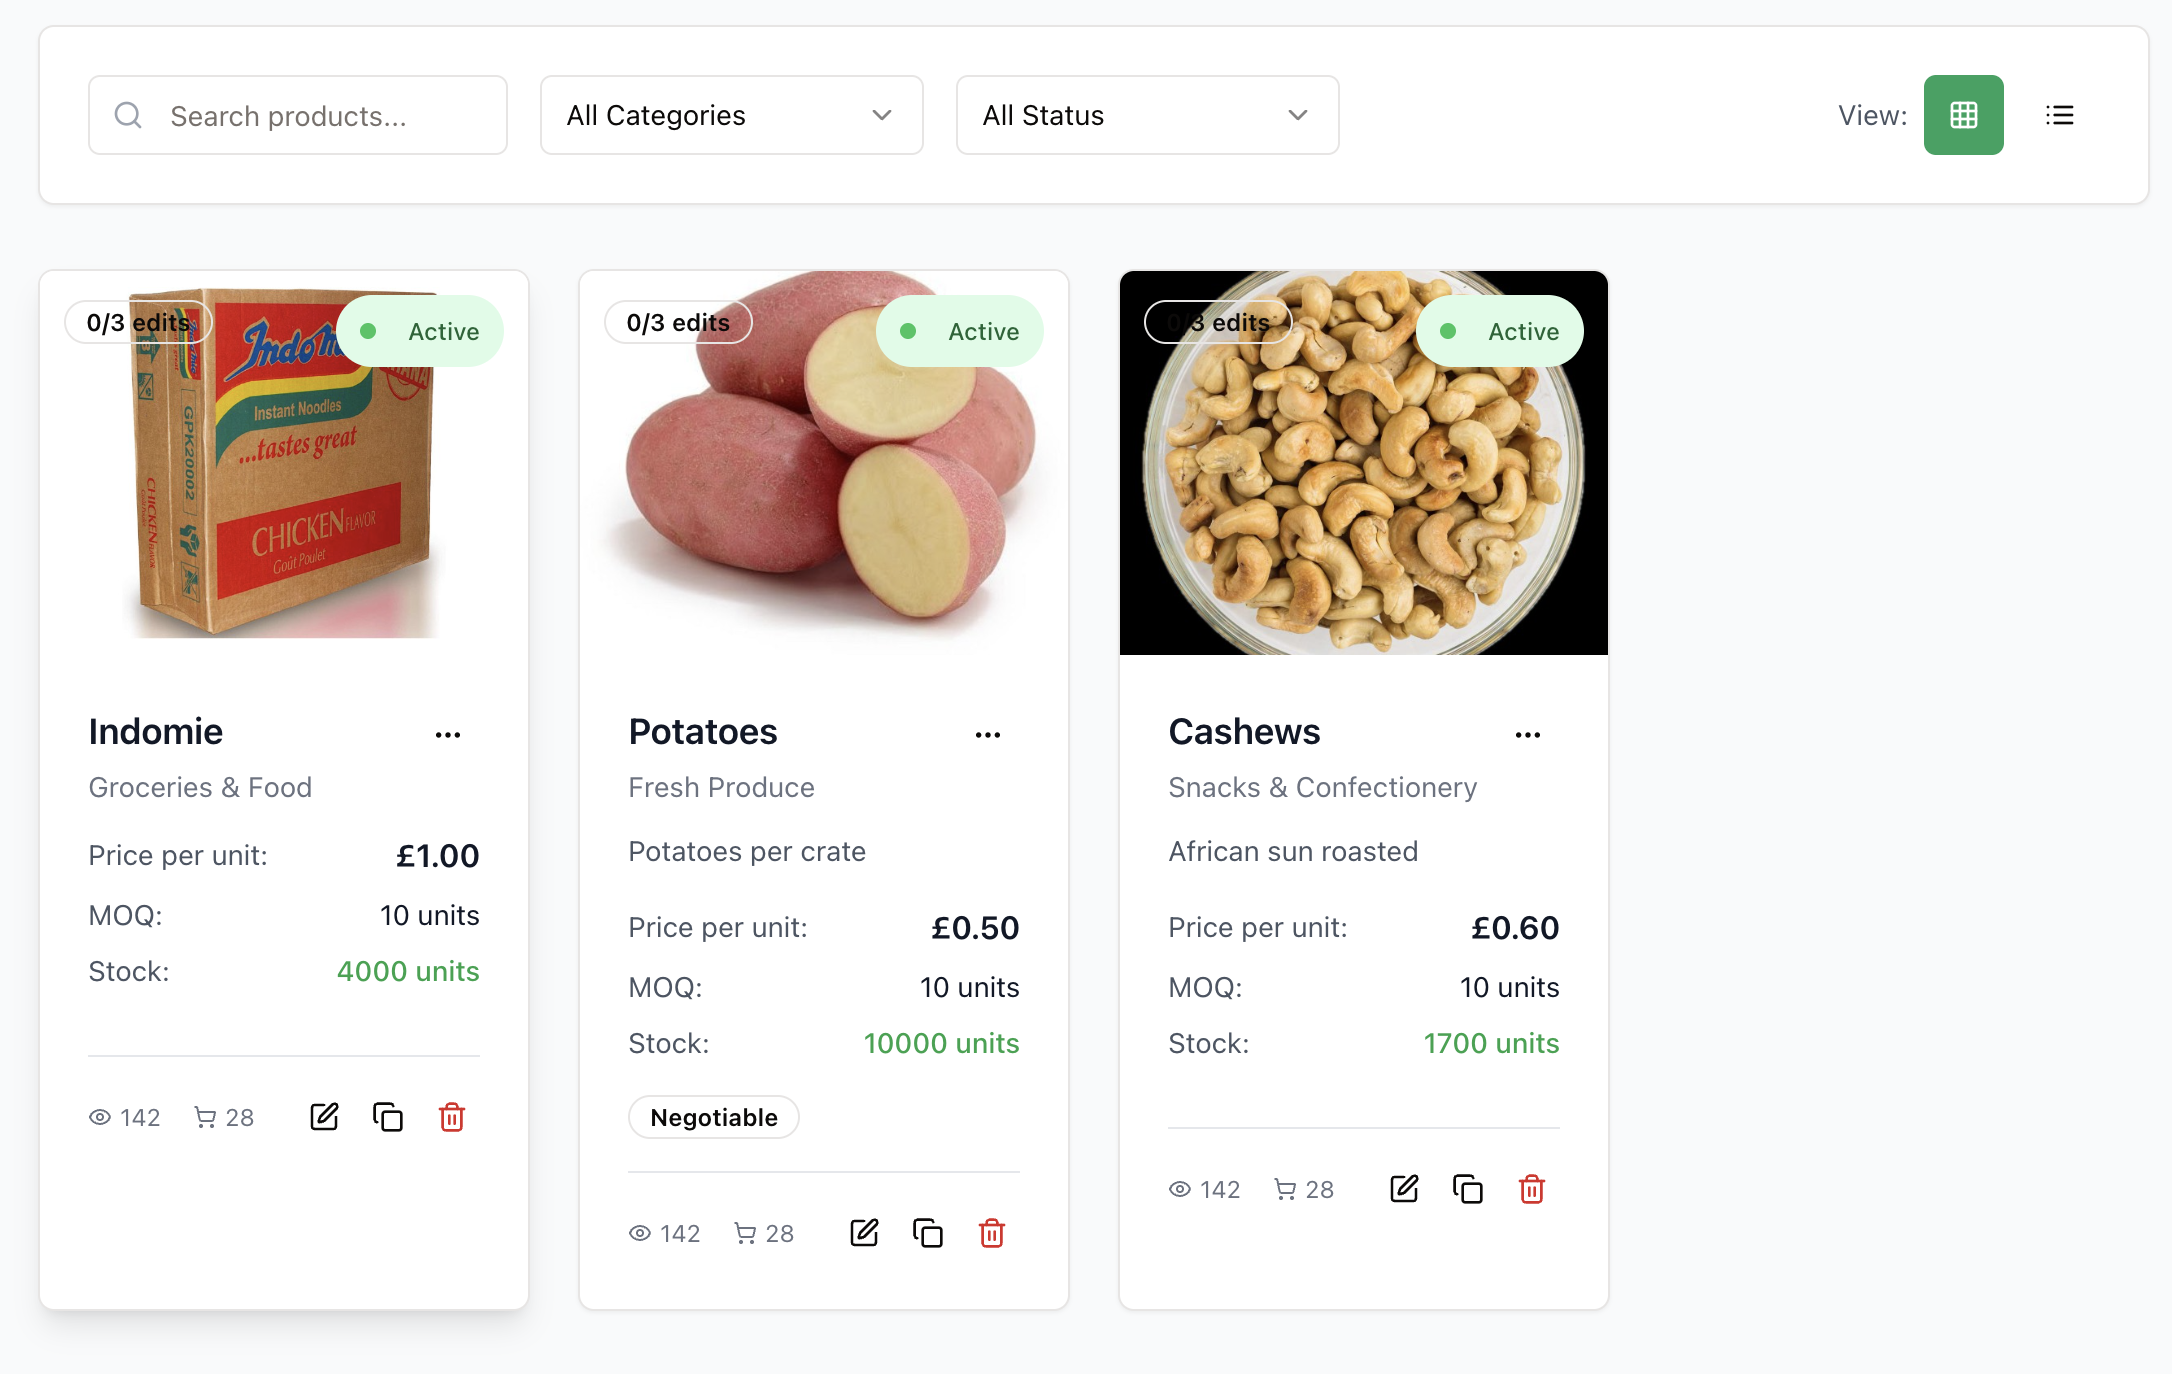 Search products...
All Categories
All Status
View:
0/3 edits
Active
Indom
Instant Noodles
...tastes great
GPK20002
CHICKEN FLAVOR
Goût Poulet
CHICKEN
Indomie
...
Groceries & Food
Price per unit: £1.00
MOQ: 10 units
Stock: 4000 units
142 28
0/3 edits
Active
Potatoes
...
Fresh Produce
Potatoes per crate
Price per unit: £0.50
MOQ: 10 units
Stock: 10000 units
Negotiable
142 28
0/3 edits
Active
Cashews
...
Snacks & Confectionery
African sun roasted
Price per unit: £0.60
MOQ: 10 units
Stock: 1700 units
142 28